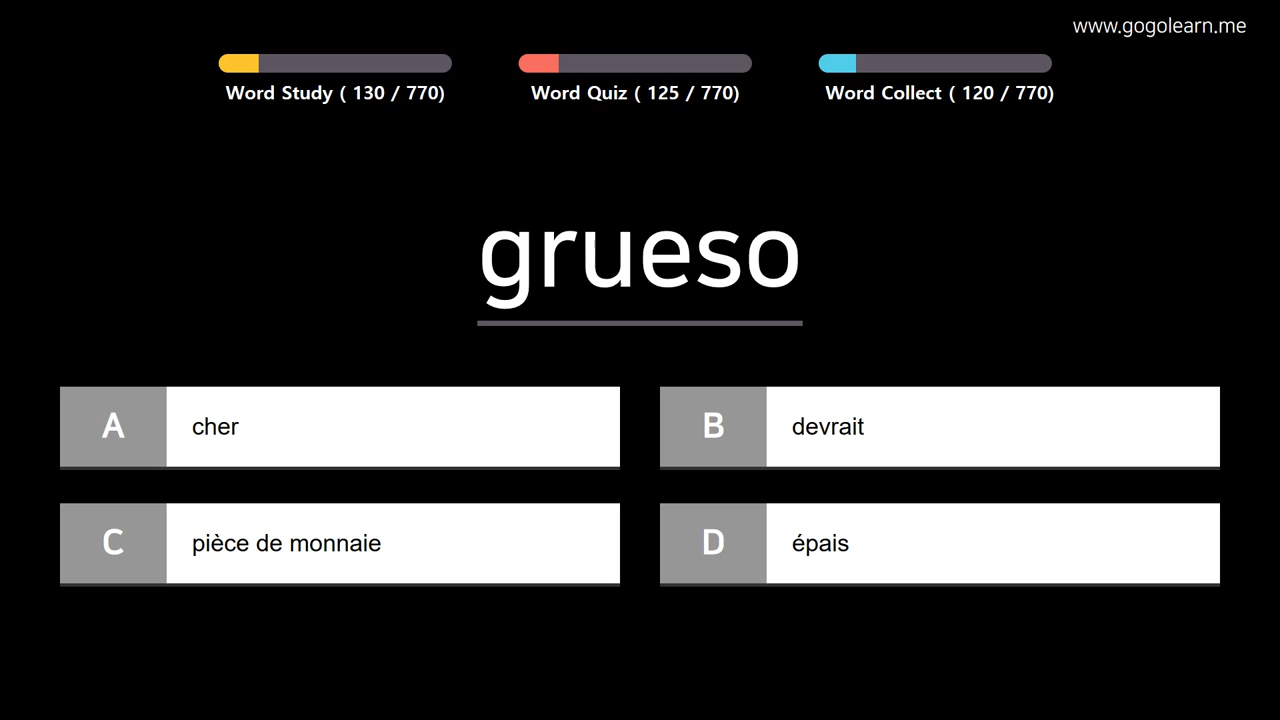 www.gogolearn.me
Word Study ( 130 / 770)
Word Quiz ( 125 / 770)
Word Collect ( 120 / 770)
grueso
A cher
B devrait
C pièce de monnaie
D épais